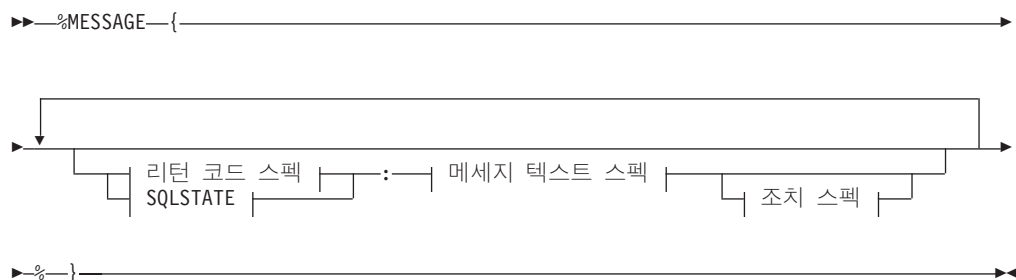 %MESSAGE {
리턴 코드 스펙 : 메세지 텍스트 스펙
SQLSTATE 조치 스펙
% }